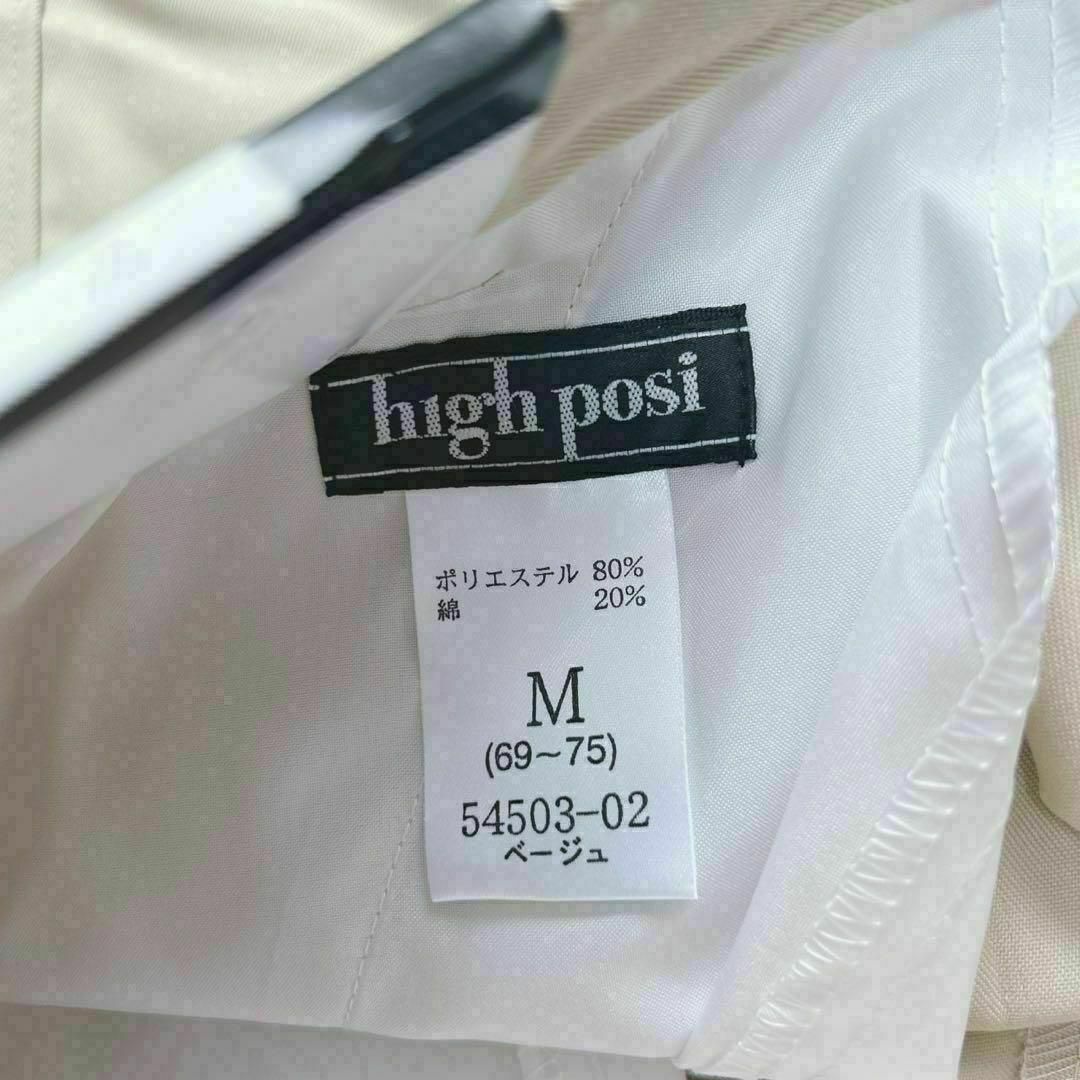 high posi
ポリエステル 80%
綿 20%
M
(69~75)
54503-02
ベージュ